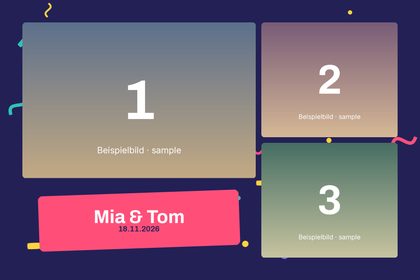 1
Beispielbild · sample
2
Beispielbild · sample
3
Beispielbild · sample
Mia & Tom
18.11.2026